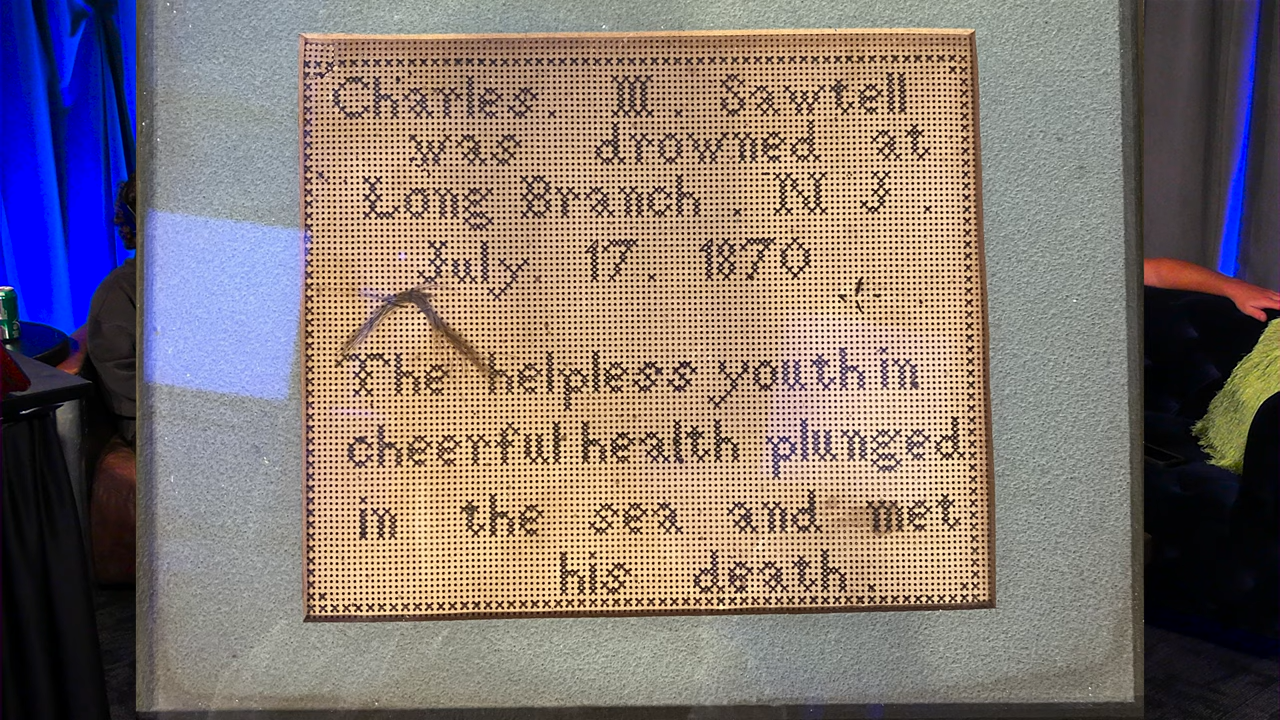 Charles. M. Sawtell
was drowned at
Long Branch. N J.
July. 17. 1870
The helpless youth in
cheerful health plunged
in the sea and met
his death.